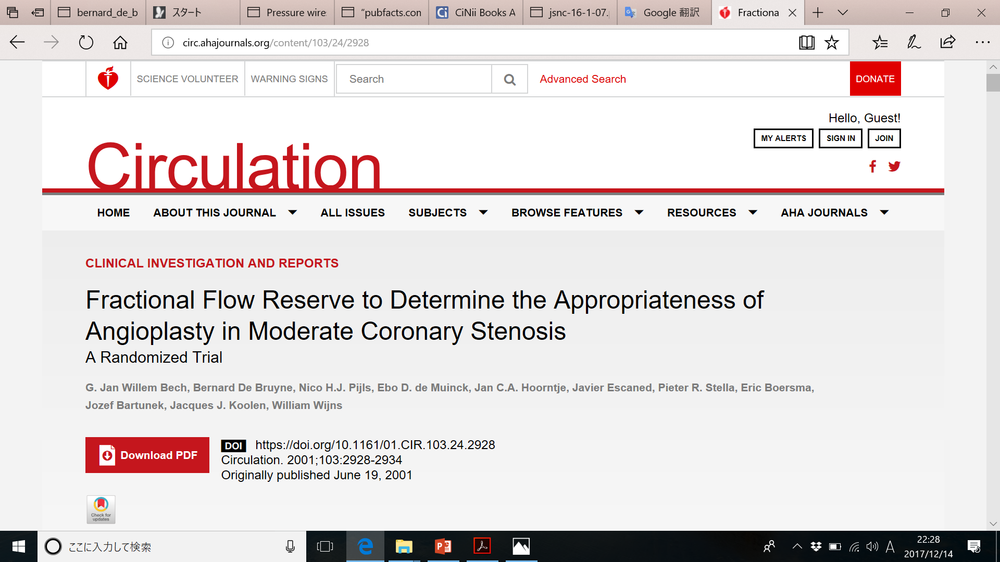 bernard_de_b
スタート
Pressure wire
“pubfacts.con
CiNii Books A
jsnc-16-1-07.p
Google 翻訳
Fractiona
circ.ahajournals.org/content/103/24/2928
SCIENCE VOLUNTEER
WARNING SIGNS
Search
Advanced Search
DONATE
Hello, Guest!
MY ALERTS
SIGN IN
JOIN
Circulation
HOME
ABOUT THIS JOURNAL
ALL ISSUES
SUBJECTS
BROWSE FEATURES
RESOURCES
AHA JOURNALS
CLINICAL INVESTIGATION AND REPORTS
Fractional Flow Reserve to Determine the Appropriateness of
Angioplasty in Moderate Coronary Stenosis
A Randomized Trial
G. Jan Willem Bech, Bernard De Bruyne, Nico H.J. Pijls, Ebo D. de Muinck, Jan C.A. Hoorntje, Javier Escaned, Pieter R. Stella, Eric Boersma,
Jozef Bartunek, Jacques J. Koolen, William Wijns
Download PDF
DOI https://doi.org/10.1161/01.CIR.103.24.2928
Circulation. 2001;103:2928-2934
Originally published June 19, 2001
Check for
updates
ここに入力して検索
A
22:28
2017/12/14